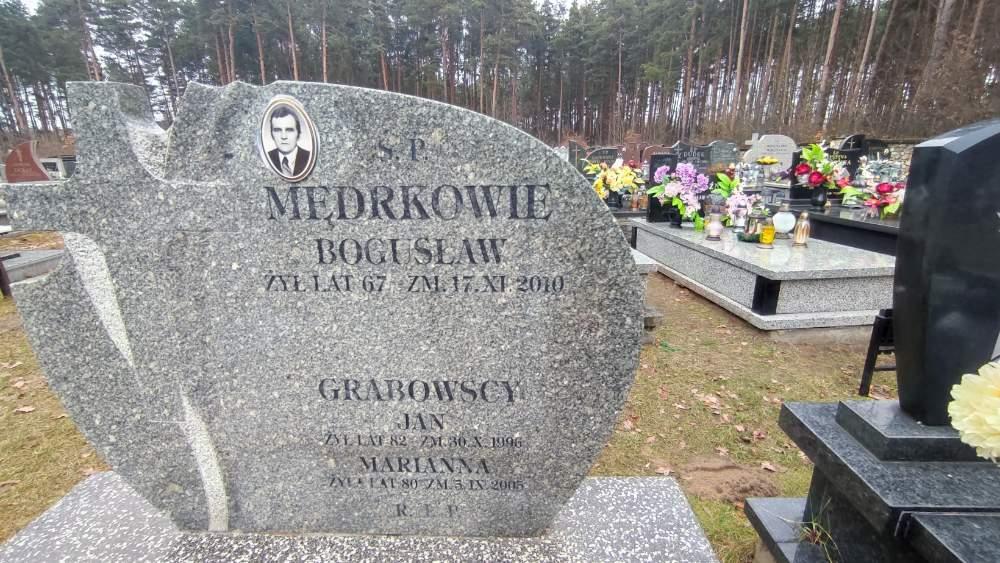 Ś. P.
MĘDRKOWIE
BOGUSŁAW
ŻYŁ LAT 67 ZM. 17. XI 2010
GRABOWSCY
JAN
ŻYŁ LAT 82 ZM. 30. X. 1996
MARIANNA
ŻYŁA LAT 80 ZM. 5. IX. 2005
R. I. P.